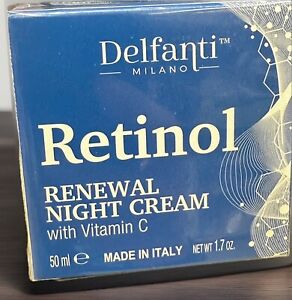 Delfanti™
MILANO
Retinol
RENEWAL
NIGHT CREAM
with Vitamin C
50 ml ℮ MADE IN ITALY NET WT 1.7 oz.